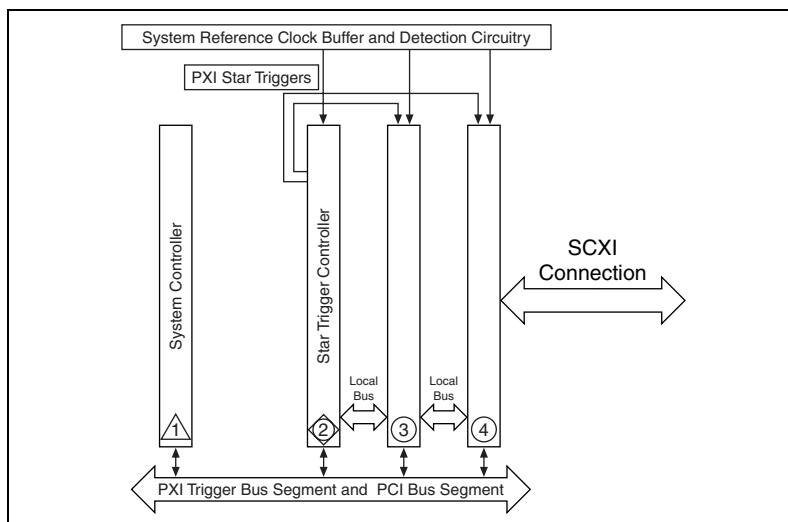 System Reference Clock Buffer and Detection Circuitry
PXI Star Triggers
System Controller
Star Trigger Controller
SCXI
Connection
Local
Bus
Local
Bus
1
2
3
4
PXI Trigger Bus Segment and PCI Bus Segment